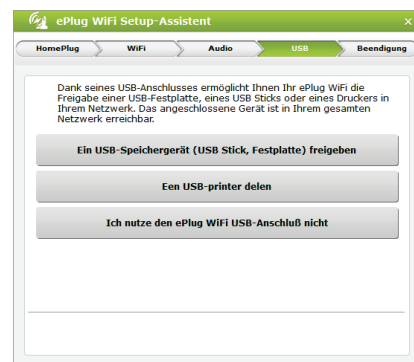 ePlug WiFi Setup-Assistent ×
HomePlug WiFi Audio USB Beendigung
Dank seines USB-Anschlusses ermöglicht Ihnen Ihr ePlug WiFi die
Freigabe einer USB-Festplatte, eines USB Sticks oder eines Druckers in
Ihrem Netzwerk. Das angeschlossene Gerät ist in Ihrem gesamten
Netzwerk erreichbar.
Ein USB-Speichergerät (USB Stick, Festplatte) freigeben
Een USB-printer delen
Ich nutze den ePlug WiFi USB-Anschluß nicht